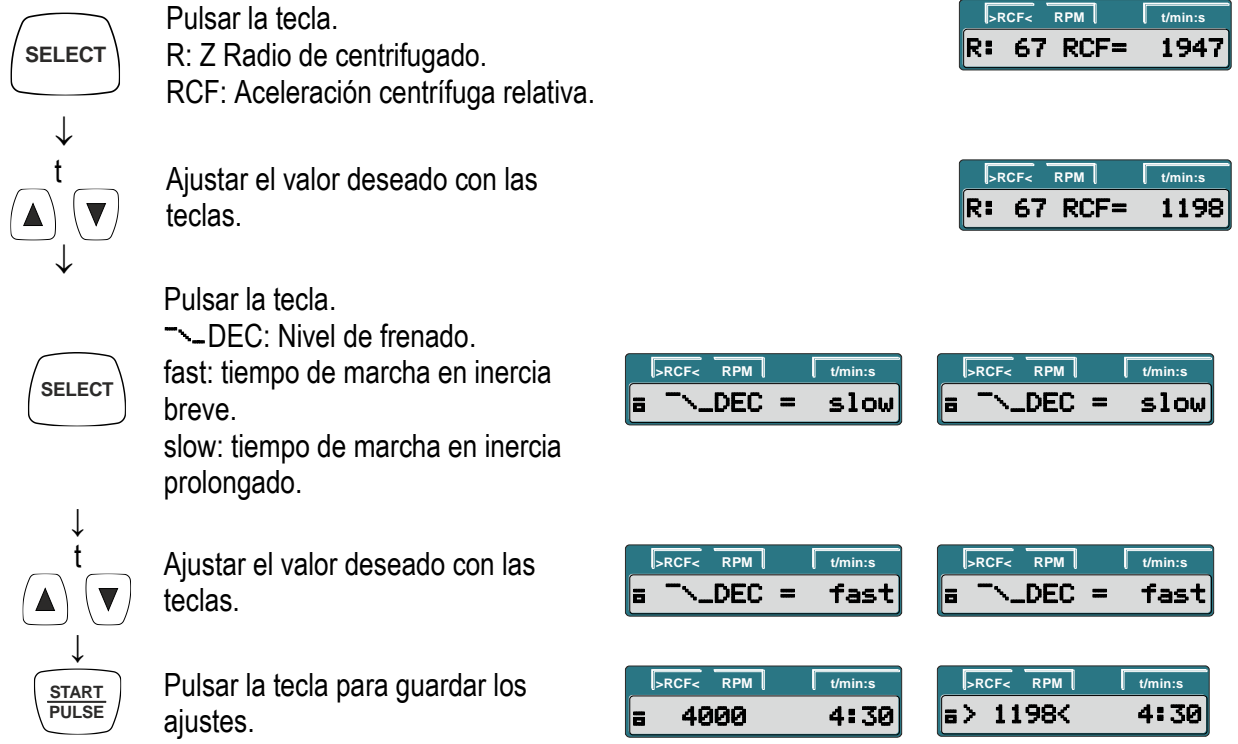 SELECT
Pulsar la tecla.
R: Z Radio de centrifugado.
RCF: Aceleración centrífuga relativa.
>RCF< RPM t/min:s
R: 67 RCF= 1947
↓
t
▲ ▼
Ajustar el valor deseado con las
teclas.
>RCF< RPM t/min:s
R: 67 RCF= 1198
↓
SELECT
Pulsar la tecla.
DEC: Nivel de frenado.
fast: tiempo de marcha en inercia
breve.
slow: tiempo de marcha en inercia
prolongado.
>RCF< RPM t/min:s
DEC = slow
>RCF< RPM t/min:s
DEC = slow
↓
t
▲ ▼
Ajustar el valor deseado con las
teclas.
>RCF< RPM t/min:s
DEC = fast
>RCF< RPM t/min:s
DEC = fast
↓
START
PULSE
Pulsar la tecla para guardar los
ajustes.
>RCF< RPM t/min:s
4000 4:30
>RCF< RPM t/min:s
> 1198< 4:30